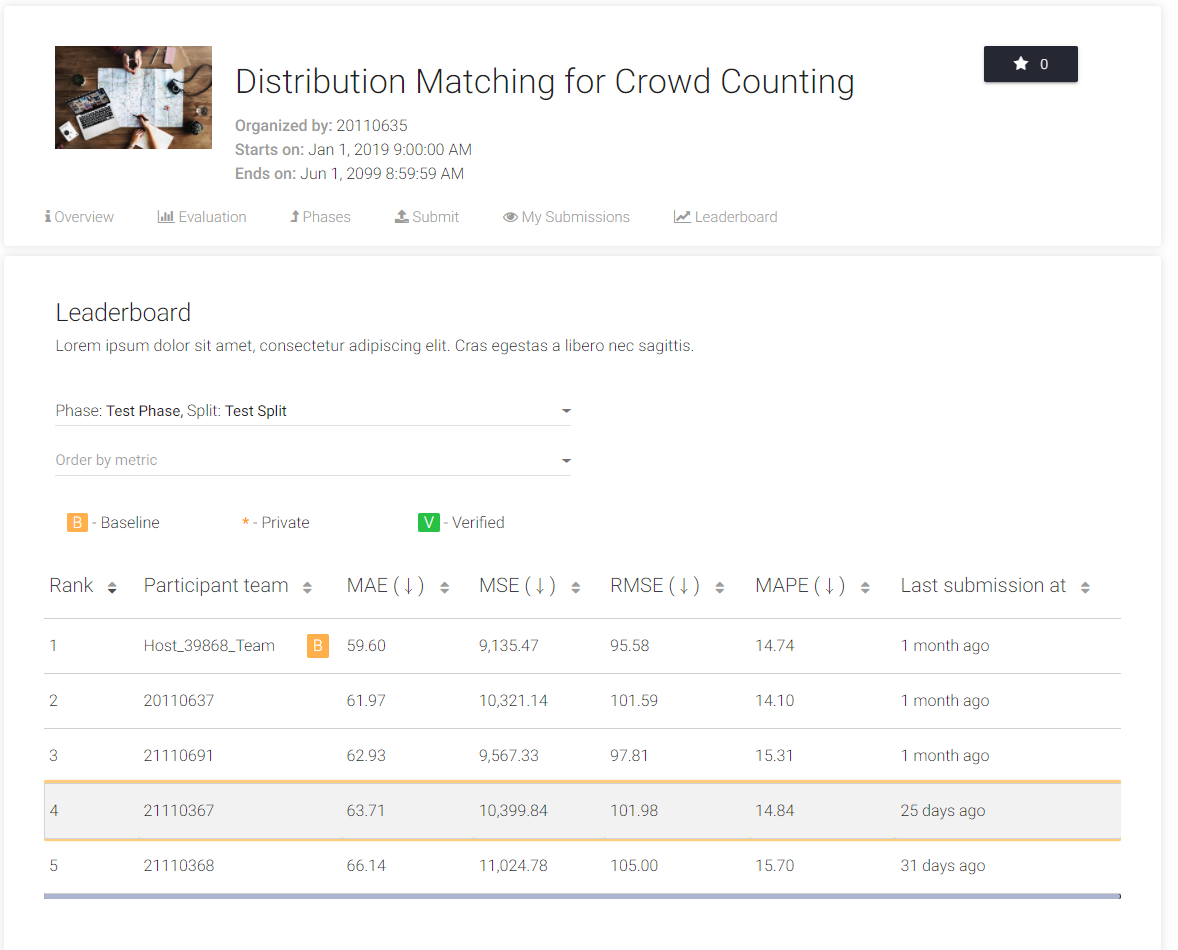 Distribution Matching for Crowd Counting
★ 0
Organized by: 20110635
Starts on: Jan 1, 2019 9:00:00 AM
Ends on: Jun 1, 2099 8:59:59 AM
Overview Evaluation Phases Submit My Submissions Leaderboard
Leaderboard
Lorem ipsum dolor sit amet, consectetur adipiscing elit. Cras egestas a libero nec sagittis.
Phase: Test Phase, Split: Test Split
Order by metric
B - Baseline * - Private V - Verified
Rank Participant team MAE (↓) MSE (↓) RMSE (↓) MAPE (↓) Last submission at
1 Host_39868_Team B 59.60 9,135.47 95.58 14.74 1 month ago
2 20110637 61.97 10,321.14 101.59 14.10 1 month ago
3 21110691 62.93 9,567.33 97.81 15.31 1 month ago
4 21110367 63.71 10,399.84 101.98 14.84 25 days ago
5 21110368 66.14 11,024.78 105.00 15.70 31 days ago